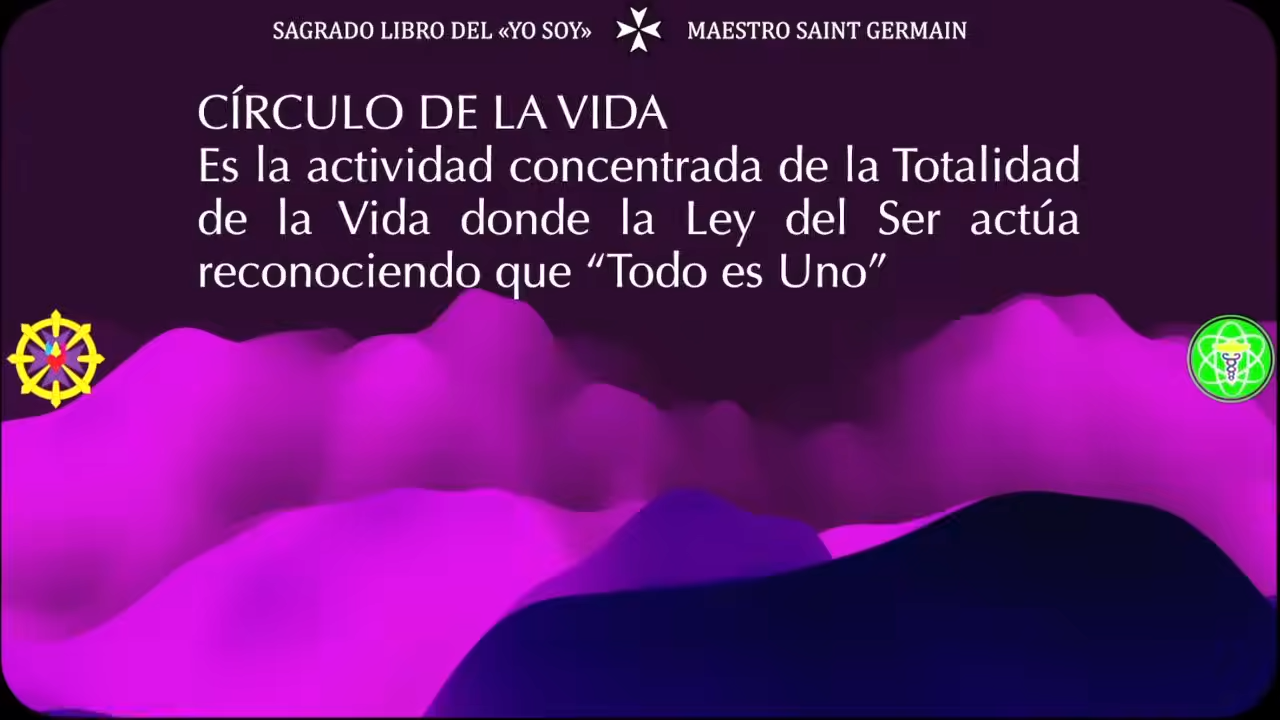 SAGRADO LIBRO DEL «YO SOY» MAESTRO SAINT GERMAIN
CÍRCULO DE LA VIDA
Es la actividad concentrada de la Totalidad
de la Vida donde la Ley del Ser actúa
reconociendo que “Todo es Uno”